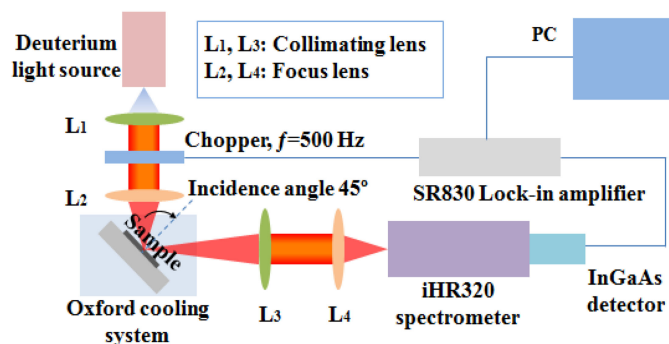 Deuterium
light source
L1, L3: Collimating lens
L2, L4: Focus lens
PC
L1
Chopper, f=500 Hz
L2
Incidence angle 45º
SR830 Lock-in amplifier
Sample
Oxford cooling
system
L3
L4
iHR320
spectrometer
InGaAs
detector